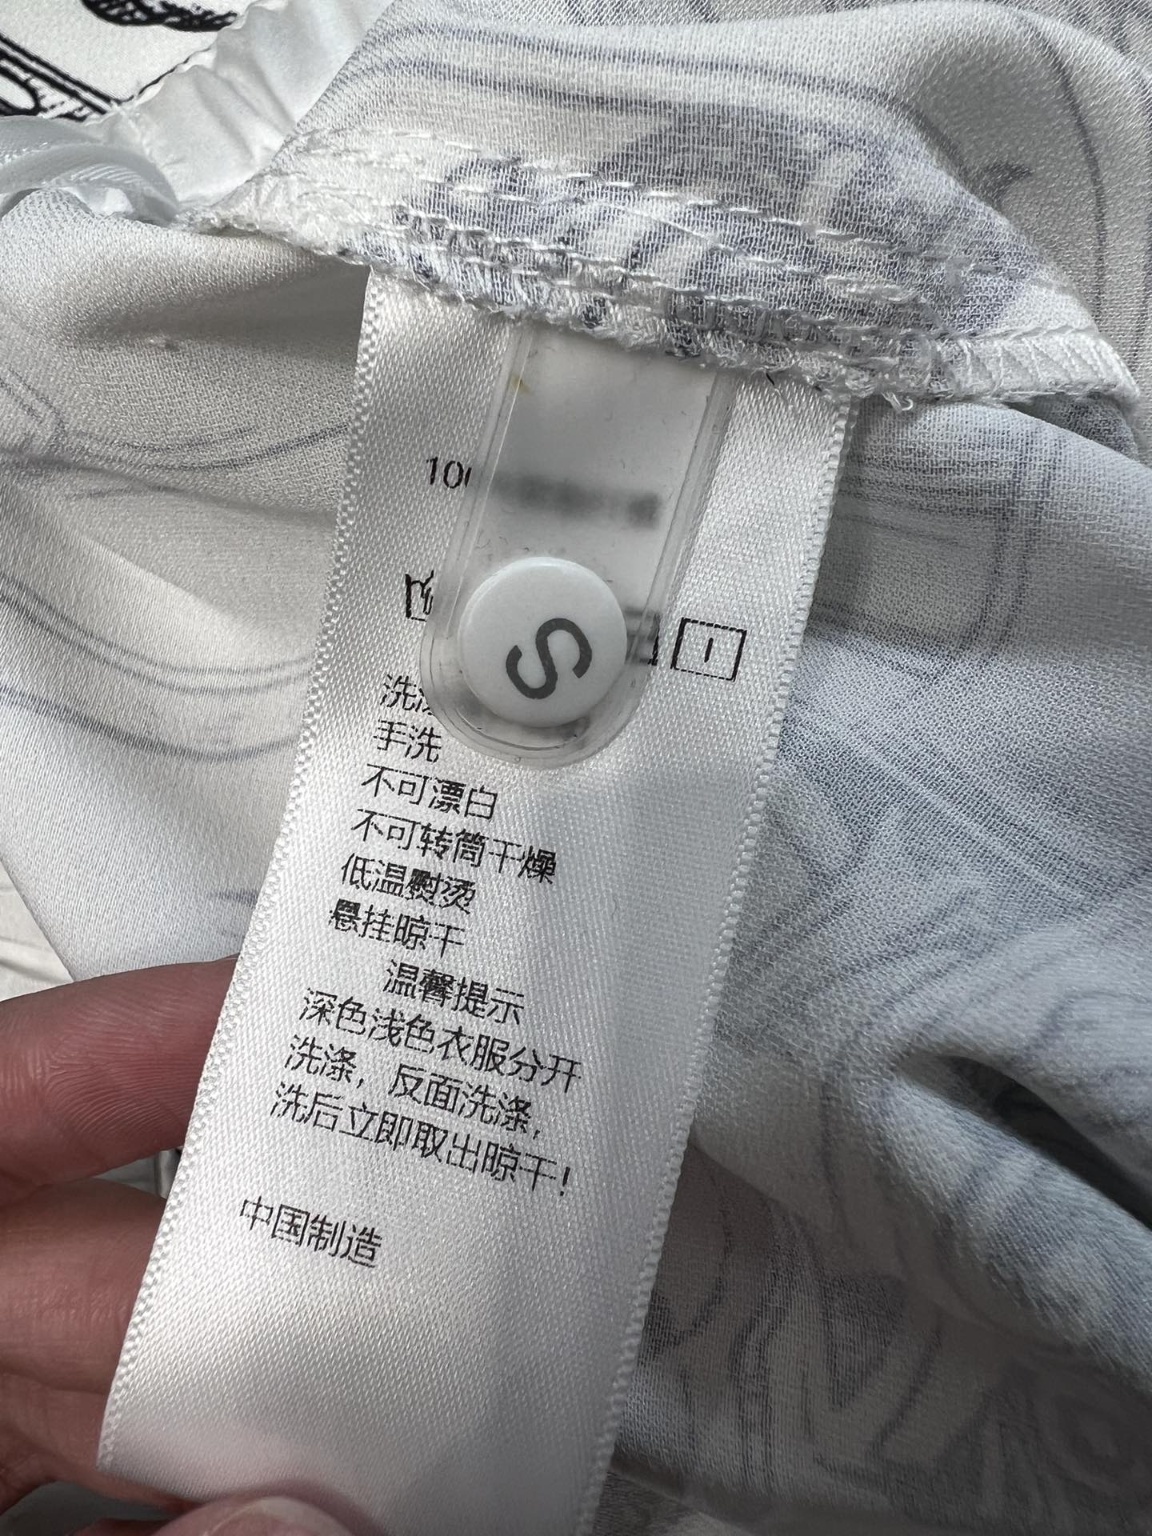 100
S
手洗
不可漂白
不可转筒干燥
低温熨烫
悬挂晾干
温馨提示
深色浅色衣服分开
洗涤，反面洗涤，
洗后立即取出晾干！
中国制造